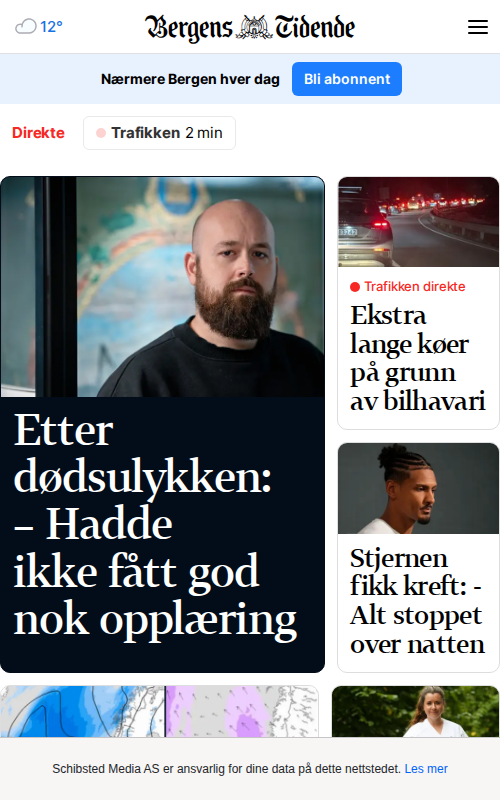 12°
Bergens Tidende
Nærmere Bergen hver dag
Bli abonnent
Direkte
Trafikken 2 min
Etter
dødsulykken:
– Hadde
ikke fått god
nok opplæring
Trafikken direkte
Ekstra
lange køer
på grunn
av bilhavari
Stjernen
fikk kreft: -
Alt stoppet
over natten
Schibsted Media AS er ansvarlig for dine data på dette nettstedet. Les mer